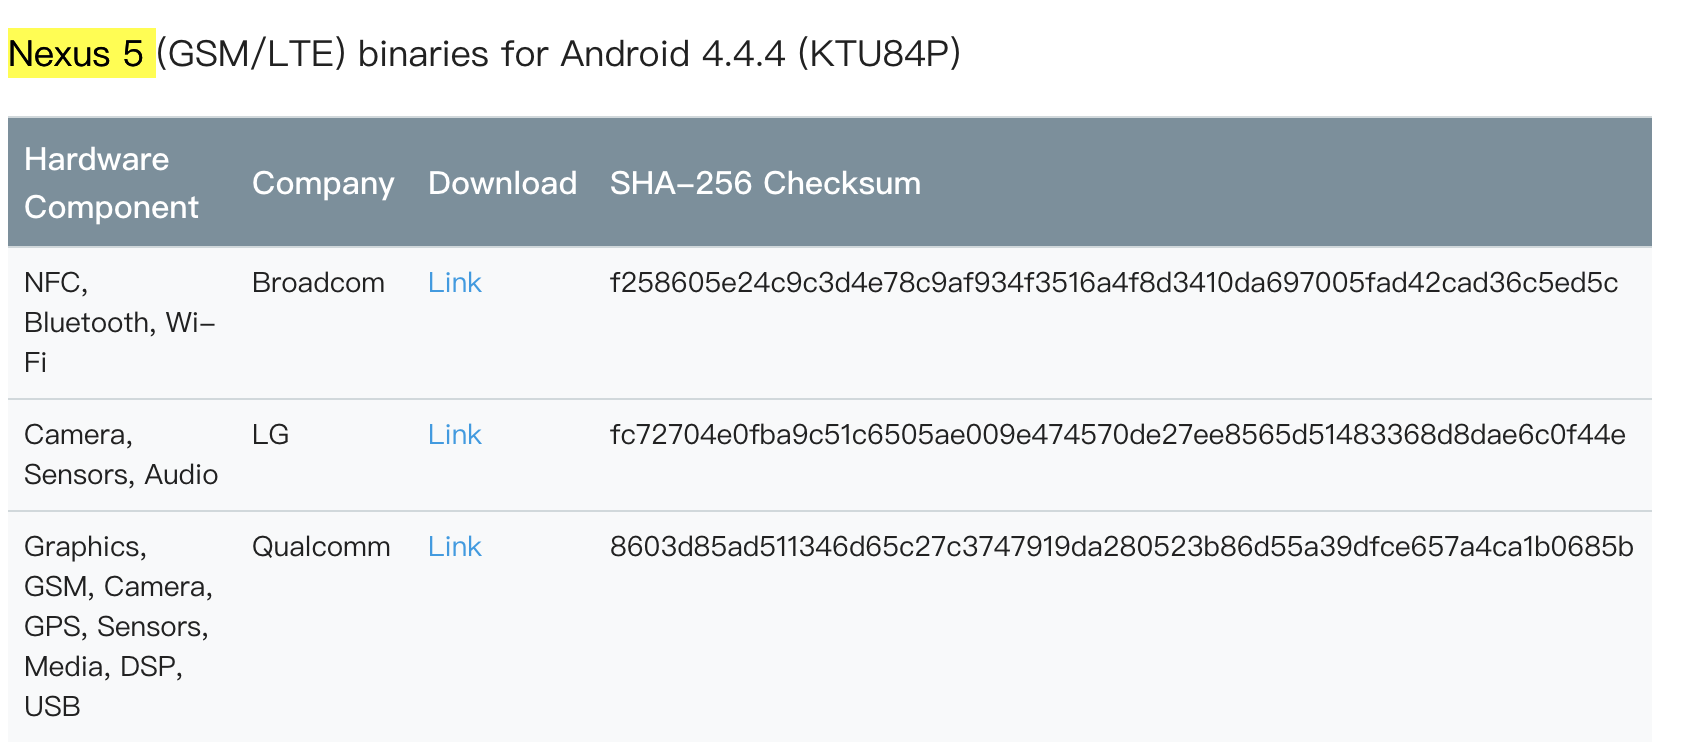 Nexus 5 (GSM/LTE) binaries for Android 4.4.4 (KTU84P)
Hardware
Component
Company
Download
SHA-256 Checksum
NFC,
Bluetooth, Wi-
Fi
Broadcom
Link
f258605e24c9c3d4e78c9af934f3516a4f8d3410da697005fad42cad36c5ed5c
Camera,
Sensors, Audio
LG
Link
fc72704e0fba9c51c6505ae009e474570de27ee8565d51483368d8dae6c0f44e
Graphics,
GSM, Camera,
GPS, Sensors,
Media, DSP,
USB
Qualcomm
Link
8603d85ad511346d65c27c3747919da280523b86d55a39dfce657a4ca1b0685b